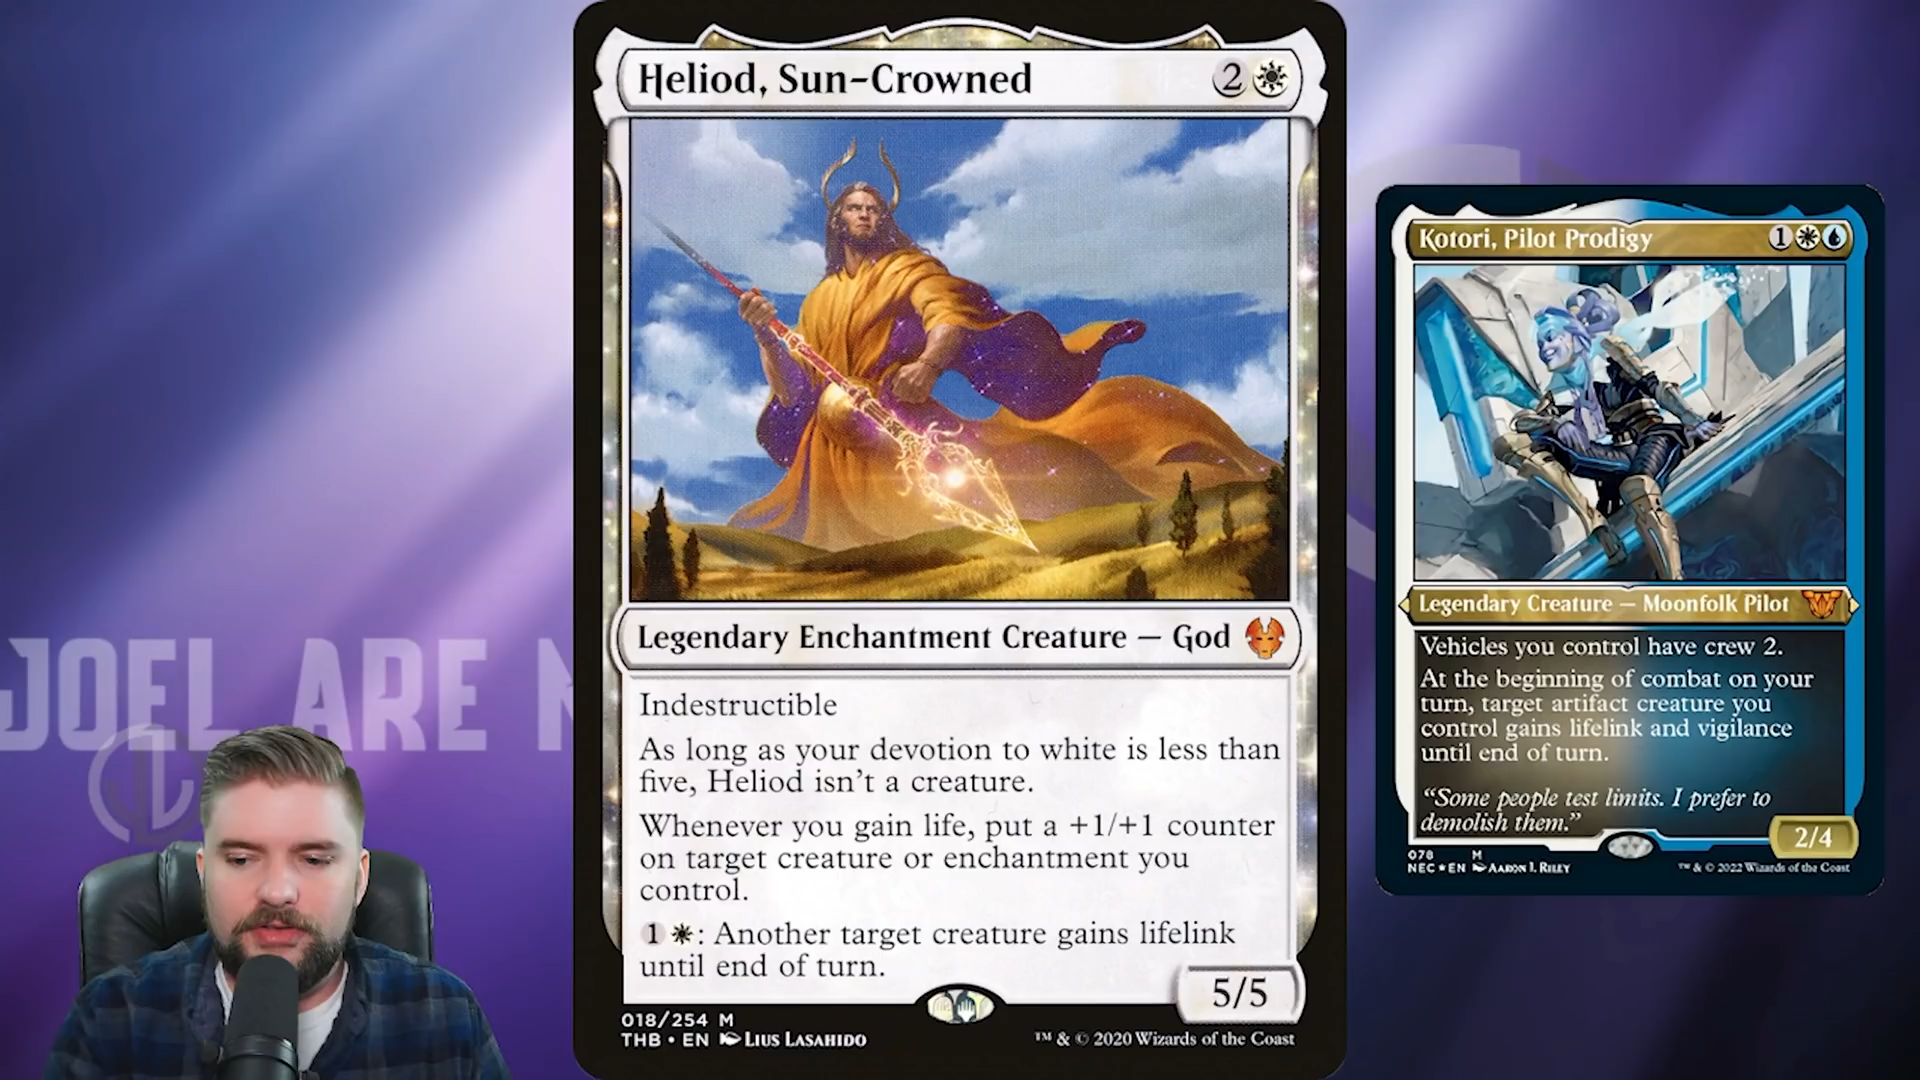 Heliod, Sun-Crowned
2
Legendary Enchantment Creature — God
Indestructible
As long as your devotion to white is less than
five, Heliod isn't a creature.
Whenever you gain life, put a +1/+1 counter
on target creature or enchantment you
control.
1 : Another target creature gains lifelink
until end of turn.
5/5
018/254 M
THB • EN Lius Lasahido
™ & © 2020 Wizards of the Coast
Kotori, Pilot Prodigy
1
Legendary Creature — Moonfolk Pilot
Vehicles you control have crew 2.
At the beginning of combat on your
turn, target artifact creature you
control gains lifelink and vigilance
until end of turn.
"Some people test limits. I prefer to
demolish them."
2/4
078 M
NEC★EN Aaron J. Riley
™ & © 2022 Wizards of the Coast
JOEL ARE
JL